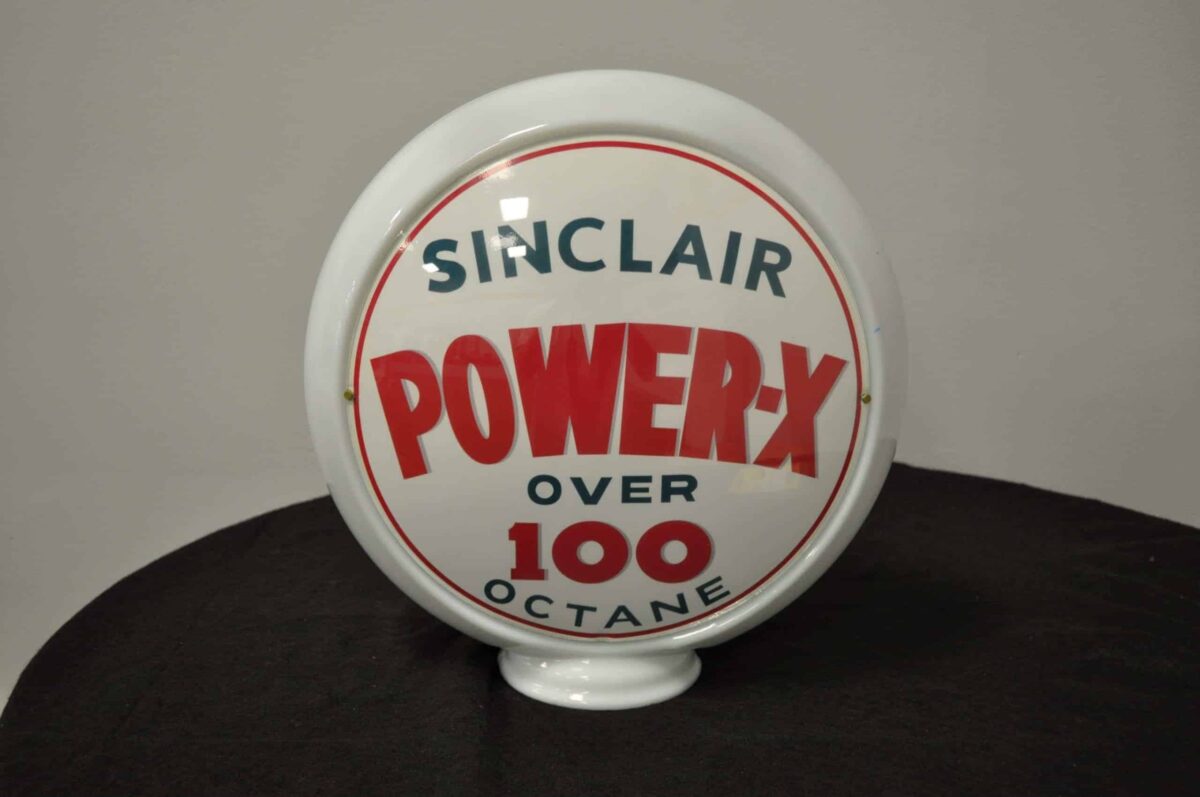 SINCLAIR
POWER-X
OVER
100
OCTANE